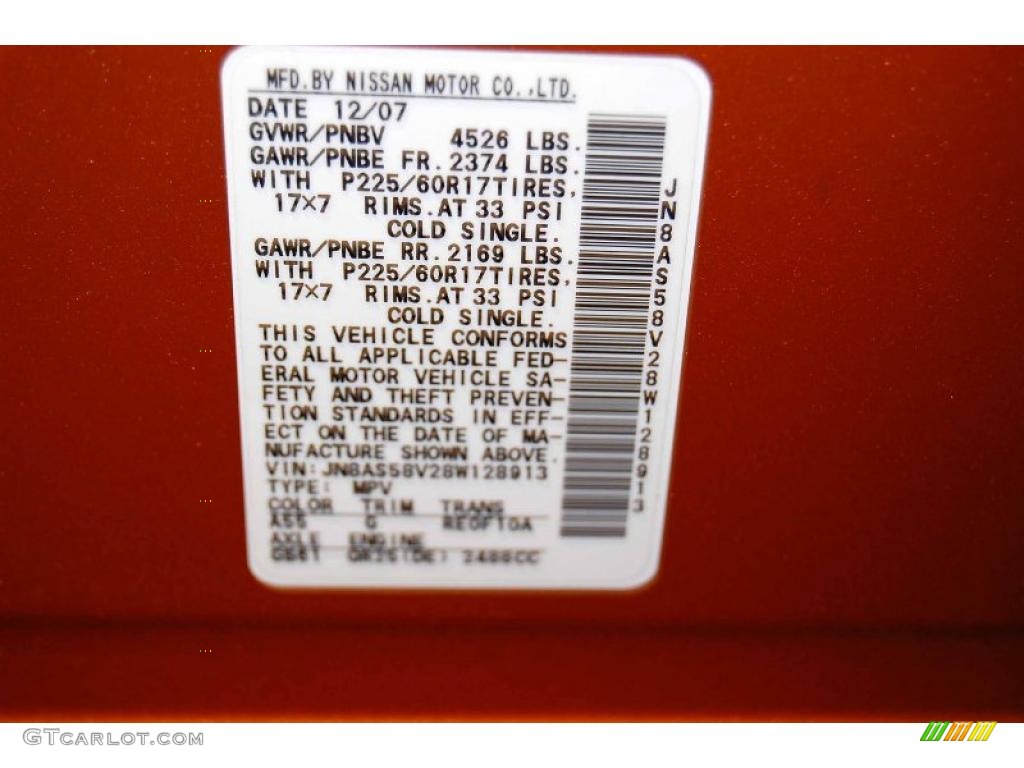 MFD.BY NISSAN MOTOR CO.,LTD.
DATE 12/07
GVWR/PNBV 4526 LBS.
GAWR/PNBE FR. 2374 LBS.
WITH P225/60R17TIRES,
17×7 RIMS.AT 33 PSI
COLD SINGLE.
GAWR/PNBE RR. 2169 LBS.
WITH P225/60R17TIRES,
17×7 RIMS.AT 33 PSI
COLD SINGLE.
THIS VEHICLE CONFORMS
TO ALL APPLICABLE FED-
ERAL MOTOR VEHICLE SA-
FETY AND THEFT PREVEN-
TION STANDARDS IN EFF-
ECT ON THE DATE OF MA-
NUFACTURE SHOWN ABOVE.
VIN: JN8AS58V28W128913
TYPE: MPV
COLOR TRIM TRANS
A55 G RE0F10A
AXLE ENGINE
QR25(DE) 2488CC
JN8AS58V28W128913
GTCarlot.com